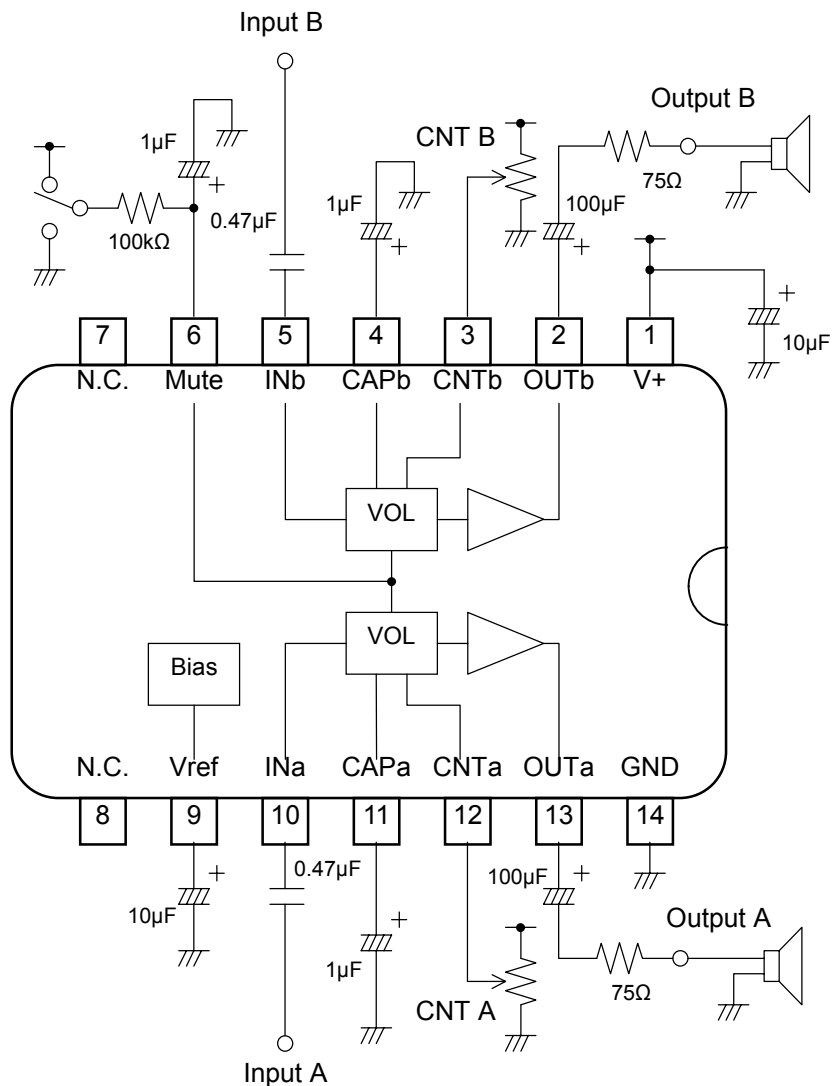 Input B
Output B
CNT B
1µF
100kΩ
0.47µF
1µF
+
+
100µF
+
75Ω
+
10µF
7 6 5 4 3 2 1
N.C. Mute INb CAPb CNTb OUTb V+
VOL
VOL
Bias
N.C. Vref INa CAPa CNTa OUTa GND
8 9 10 11 12 13 14
+
10µF
0.47µF
+
1µF
100µF
+
Output A
75Ω
CNT A
Input A